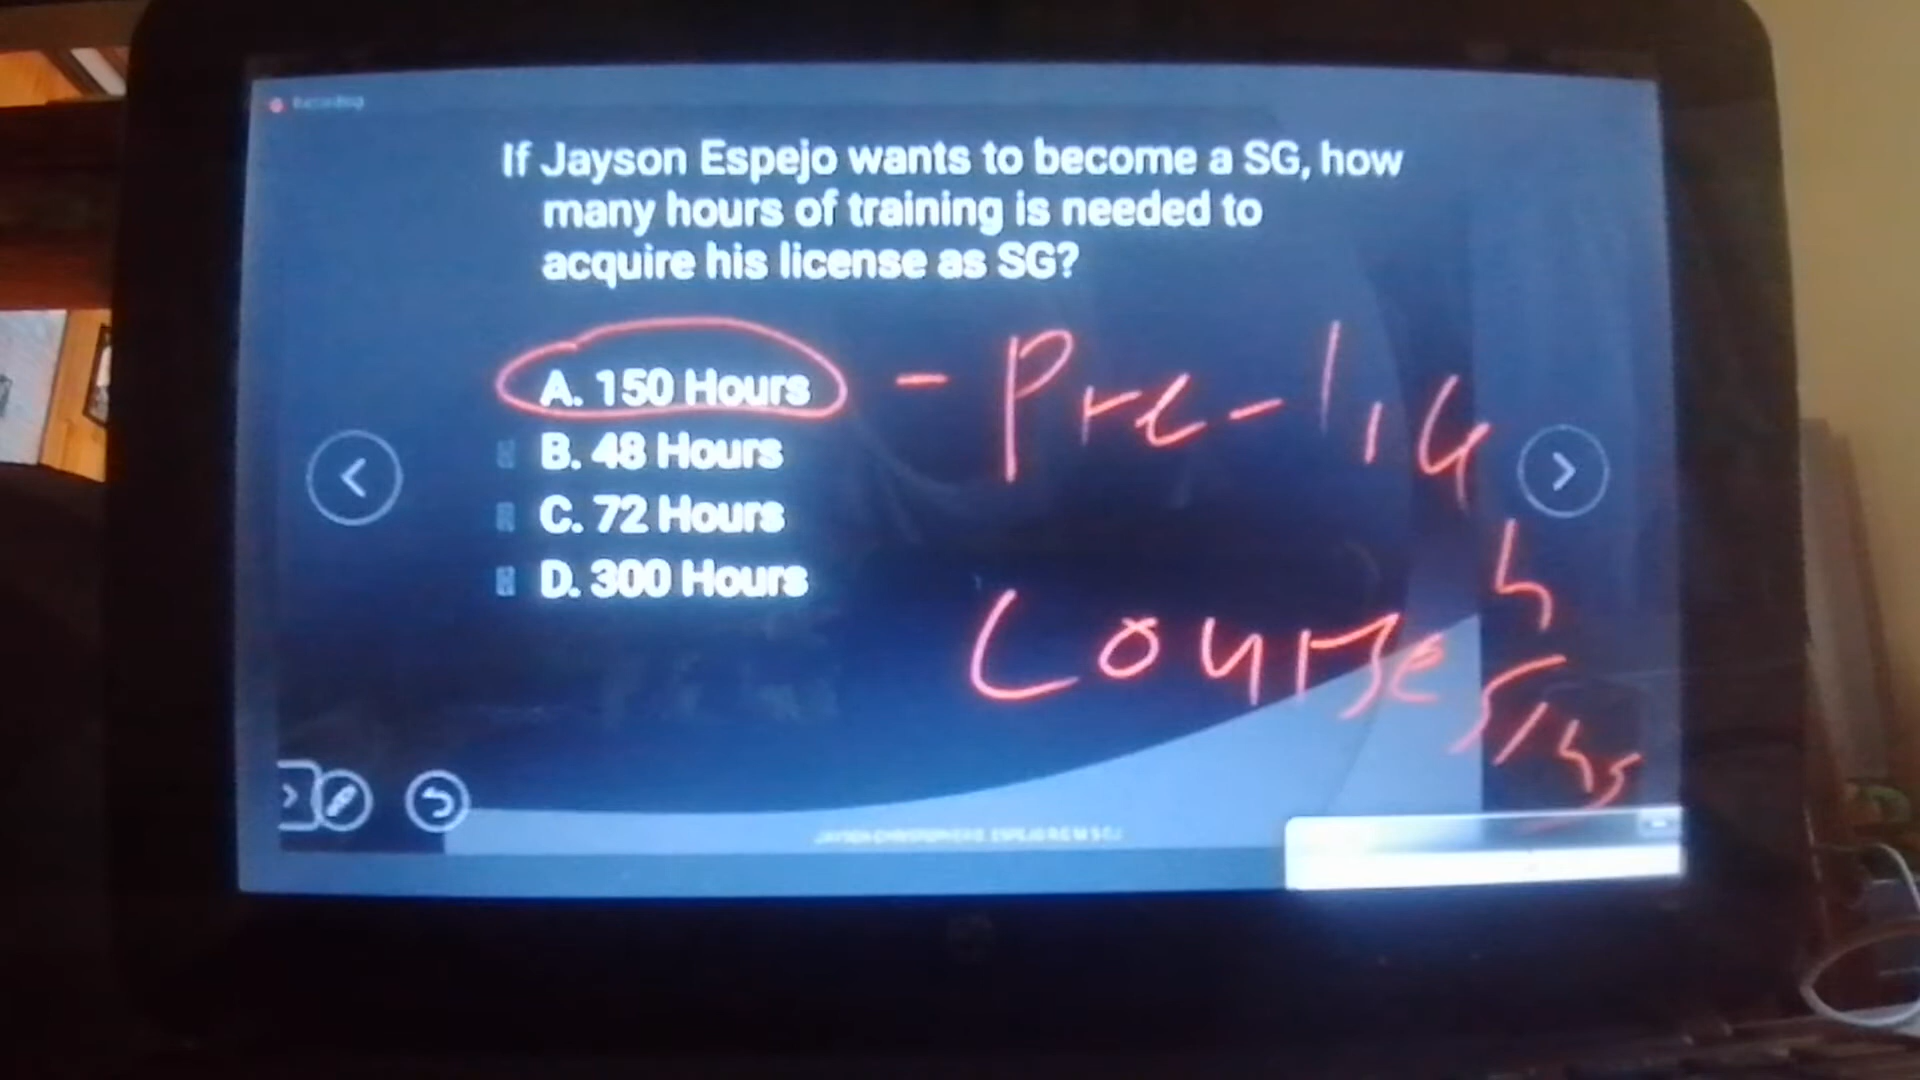 Recording
If Jayson Espejo wants to become a SG, how
many hours of training is needed to
acquire his license as SG?
A. 150 Hours
- Pre-lic
B. 48 Hours
C. 72 Hours
D. 300 Hours
Course